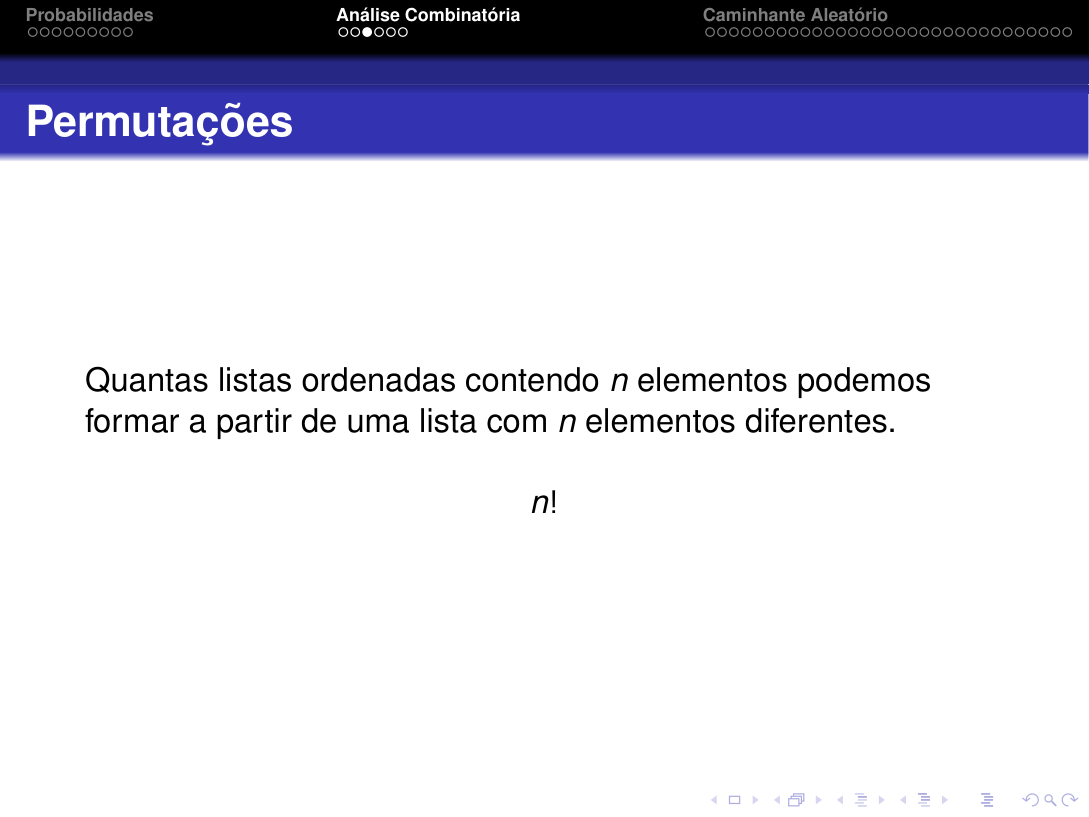 Probabilidades
Análise Combinatória
Caminhante Aleatório
Permutações
Quantas listas ordenadas contendo n elementos podemos
formar a partir de uma lista com n elementos diferentes.
n!